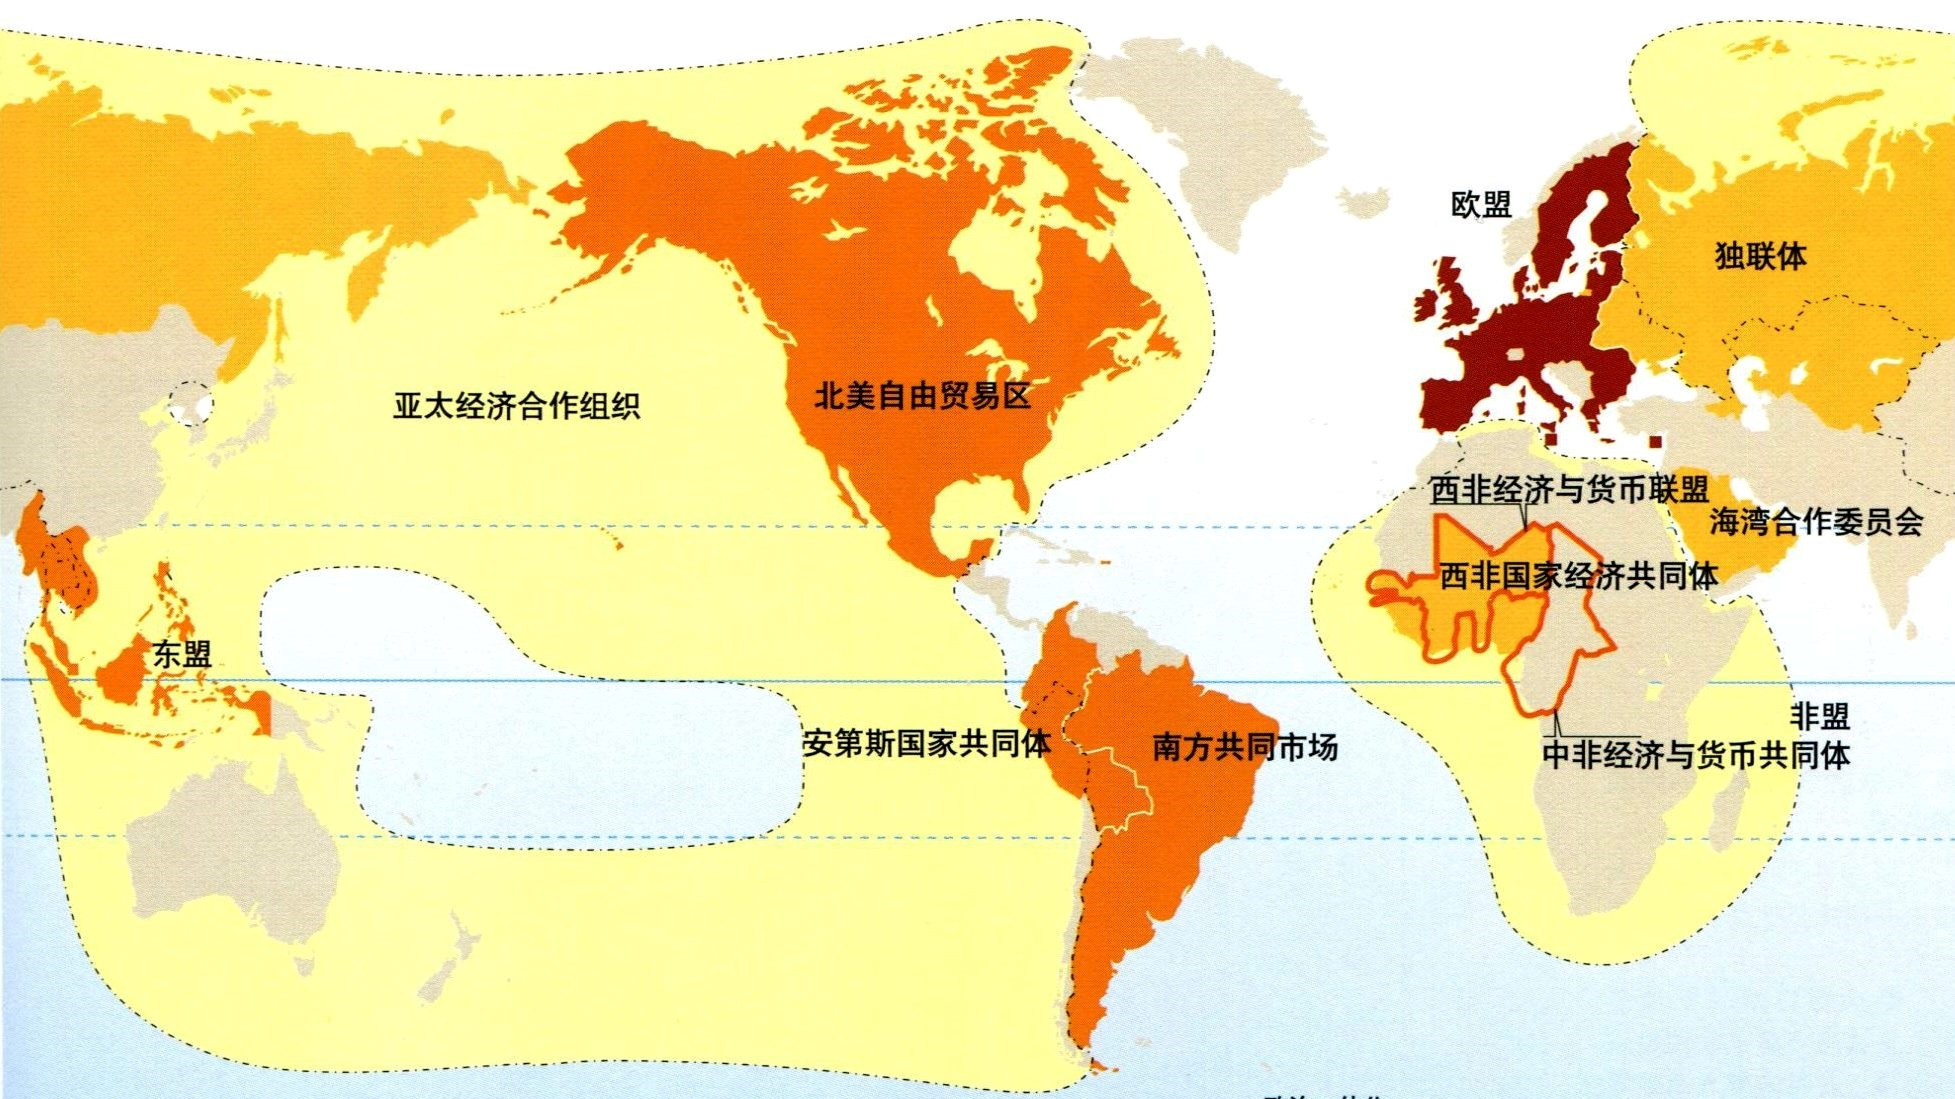 欧盟
独联体
亚太经济合作组织
北美自由贸易区
西非经济与货币联盟
海湾合作委员会
西非国家经济共同体
东盟
非盟
安第斯国家共同体
南方共同市场
中非经济与货币共同体